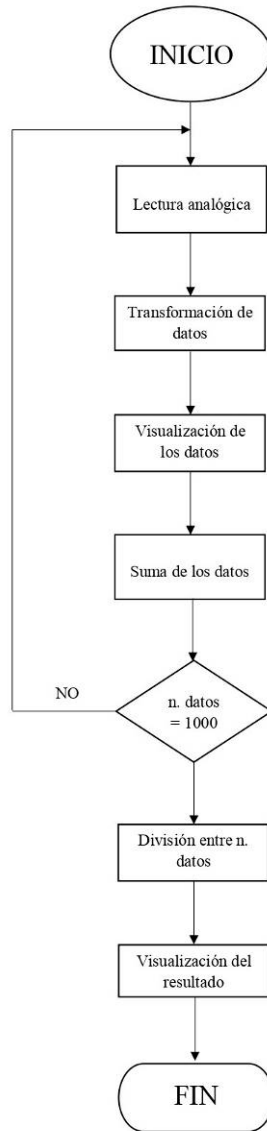 INICIO
Lectura analógica
Transformación de
datos
Visualización de
los datos
Suma de los datos
n. datos
= 1000
NO
División entre n.
datos
Visualización del
resultado
FIN